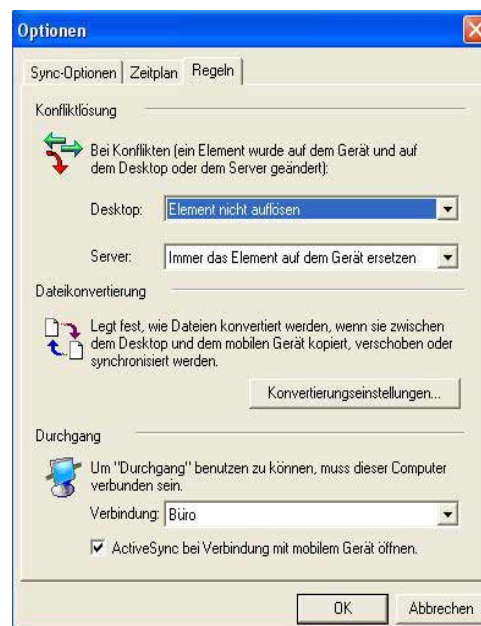 Optionen
Sync-Optionen Zeitplan Regeln
Konfliktlösung
Bei Konflikten (ein Element wurde auf dem Gerät und auf
dem Desktop oder dem Server geändert):
Desktop: Element nicht auflösen
Server: Immer das Element auf dem Gerät ersetzen
Dateikonvertierung
Legt fest, wie Dateien konvertiert werden, wenn sie zwischen
dem Desktop und dem mobilen Gerät kopiert, verschoben oder
synchronisiert werden.
Konvertierungseinstellungen...
Durchgang
Um "Durchgang" benutzen zu können, muss dieser Computer
verbunden sein.
Verbindung: Büro
ActiveSync bei Verbindung mit mobilem Gerät öffnen.
OK Abbrechen